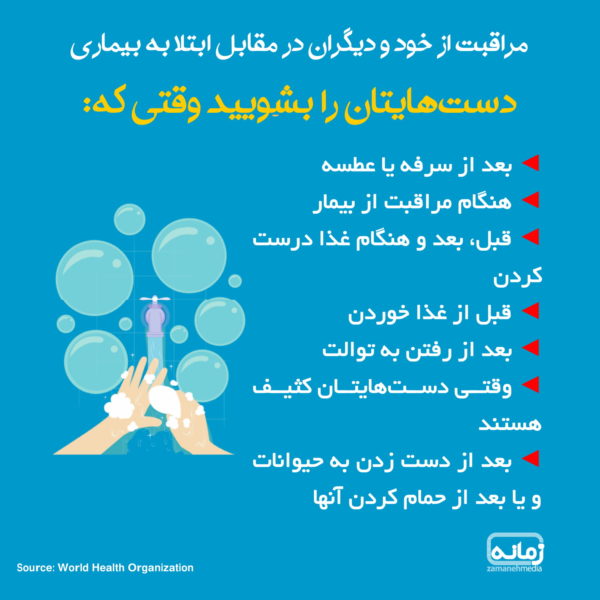 مراقبت از خود و دیگران در مقابل ابتلا به بیماری
دست‌هایتان را بشویید وقتی که:
بعد از سرفه یا عطسه
هنگام مراقبت از بیمار
قبل، بعد و هنگام غذا درست
کردن
قبل از غذا خوردن
بعد از رفتن به توالت
وقتی دست‌هایتان کثیف
هستند
بعد از دست زدن به حیوانات
و یا بعد از حمام کردن آنها
زمانه
zamanehmedia
Source: World Health Organization